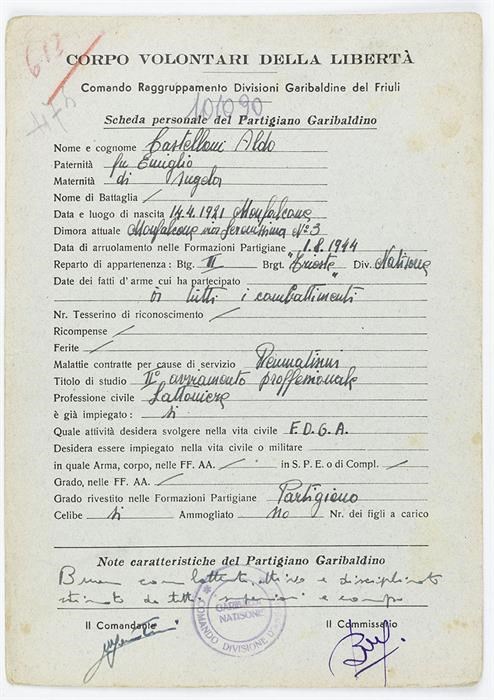 613
CORPO VOLONTARI DELLA LIBERTÀ
Comando Raggruppamento Divisioni Garibaldine del Friuli
10/090
475
Scheda personale del Partigiano Garibaldino
Nome e cognome Castellani Aldo
Paternità fu Emiglio
Maternità di Angela
Nome di Battaglia /
Data e luogo di nascita 14.4.1921 Monfalcone
Dimora attuale Monfalcone via Serenissima N° 3
Data di arruolamento nelle Formazioni Partigiane 1.8.1944
Reparto di appartenenza: Btg. II Brgt. "Trieste" Div. Natisone
Date dei fatti d'arme cui ha partecipato
in tutti i combattimenti
Nr. Tesserino di riconoscimento /
Ricompense /
Ferite /
Malattie contratte per cause di servizio Reumatismi
Titolo di studio II° avviamento proffessionale
Professione civile Lattoniere
è già impiegato: si
Quale attività desidera svolgere nella vita civile F.D.G.A.
Desidera essere impiegato nella vita civile o militare
in quale Arma, corpo, nelle FF. AA. / in S. P. E. o di Compl. /
Grado, nelle FF. AA. /
Grado rivestito nelle Formazioni Partigiane Partigiano
Celibe si Ammogliato no Nr. dei figli a carico
Note caratteristiche del Partigiano Garibaldino
Buon combattente, attivo e disciplinato
stimato da tutti superiori e
Il Comandante Il Commissario
GARIBALDI
NATISONE
COMANDO DIVISIONE